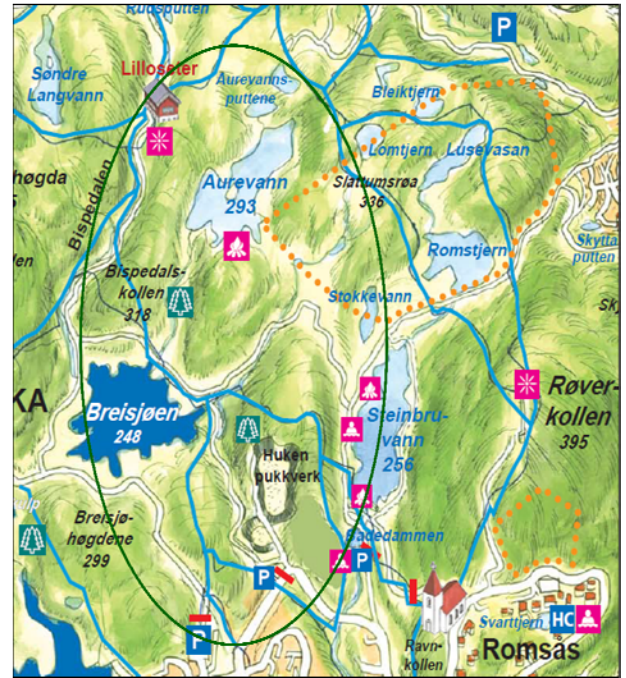 Rudsputten
P
Søndre
Langvann
Lilloseter
Aurevanns-
puttene
Bleiktjern
Lomtjern
Lusevasan
høgda
Bispedalen
Aurevann
293
Slattumsrøa
336
Romstjern
Skytta
putten
Bispedals-
kollen
318
Stokkevann
KA
Breisjøen
248
Steinbru-
vann
256
Røver-
kollen
395
Huken
pukkverk
Breisjø-
høgdene
299
Badedammen
P
P
P
Svarttjern
HC
Ravn-
kollen
Romsås